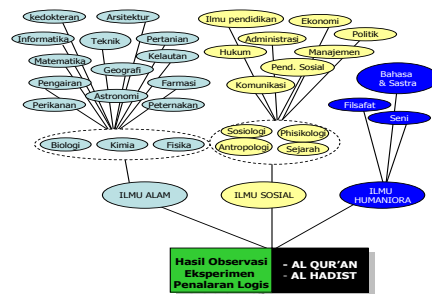 kedokteran
Arsitektur
Informatika
Teknik
Pertanian
Kelautan
Matematika
Geografi
Pengairan
Farmasi
Astronomi
Perikanan
Peternakan
Biologi
Kimia
Fisika
ILMU ALAM
Ilmu pendidikan
Ekonomi
Administrasi
Politik
Hukum
Manajemen
Pend. Sosial
Komunikasi
Sosiologi
Phisikologi
Antropologi
Sejarah
ILMU SOSIAL
Bahasa
& Sastra
Filsafat
Seni
ILMU
HUMANIORA
Hasil Observasi
Eksperimen
Penalaran Logis
- AL QUR'AN
- AL HADIST